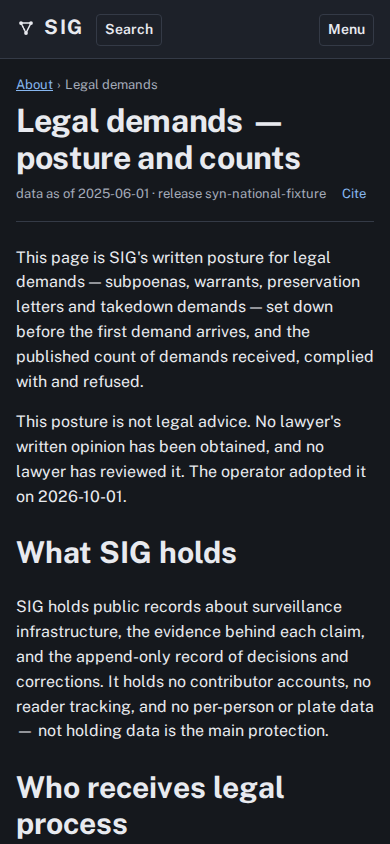 SIG
Search
Menu
About › Legal demands
Legal demands —
posture and counts
data as of 2025-06-01 · release syn-national-fixture Cite
This page is SIG's written posture for legal
demands — subpoenas, warrants, preservation
letters and takedown demands — set down
before the first demand arrives, and the
published count of demands received, complied
with and refused.
This posture is not legal advice. No lawyer's
written opinion has been obtained, and no
lawyer has reviewed it. The operator adopted it
on 2026-10-01.
What SIG holds
SIG holds public records about surveillance
infrastructure, the evidence behind each claim,
and the append-only record of decisions and
corrections. It holds no contributor accounts, no
reader tracking, and no per-person or plate data
— not holding data is the main protection.
Who receives legal
process